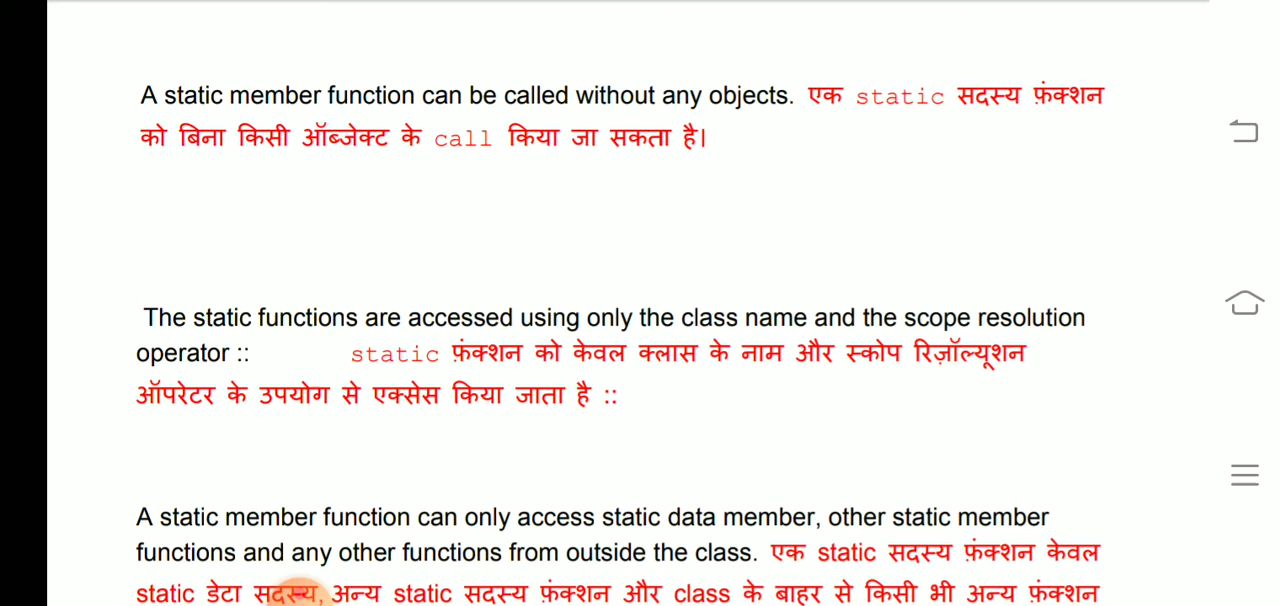 A static member function can be called without any objects. एक static सदस्य फ़ंक्शन
को बिना किसी ऑब्जेक्ट के call किया जा सकता है।
The static functions are accessed using only the class name and the scope resolution
operator :: static फ़ंक्शन को केवल क्लास के नाम और स्कोप रिज़ॉल्यूशन
ऑपरेटर के उपयोग से एक्सेस किया जाता है ::
A static member function can only access static data member, other static member
functions and any other functions from outside the class. एक static सदस्य फ़ंक्शन केवल
static डेटा सदस्य, अन्य static सदस्य फ़ंक्शन और class के बाहर से किसी भी अन्य फ़ंक्शन